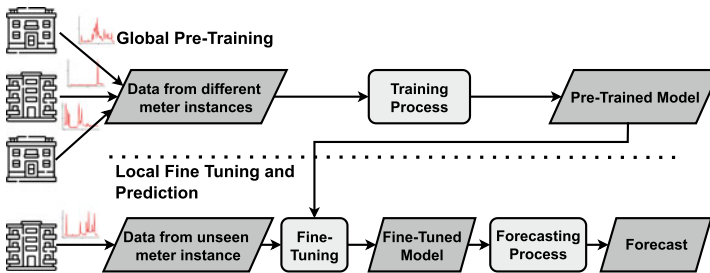 Global Pre-Training
Data from different
meter instances
Training
Process
Pre-Trained Model
Local Fine Tuning and
Prediction
Data from unseen
meter instance
Fine-
Tuning
Fine-Tuned
Model
Forecasting
Process
Forecast